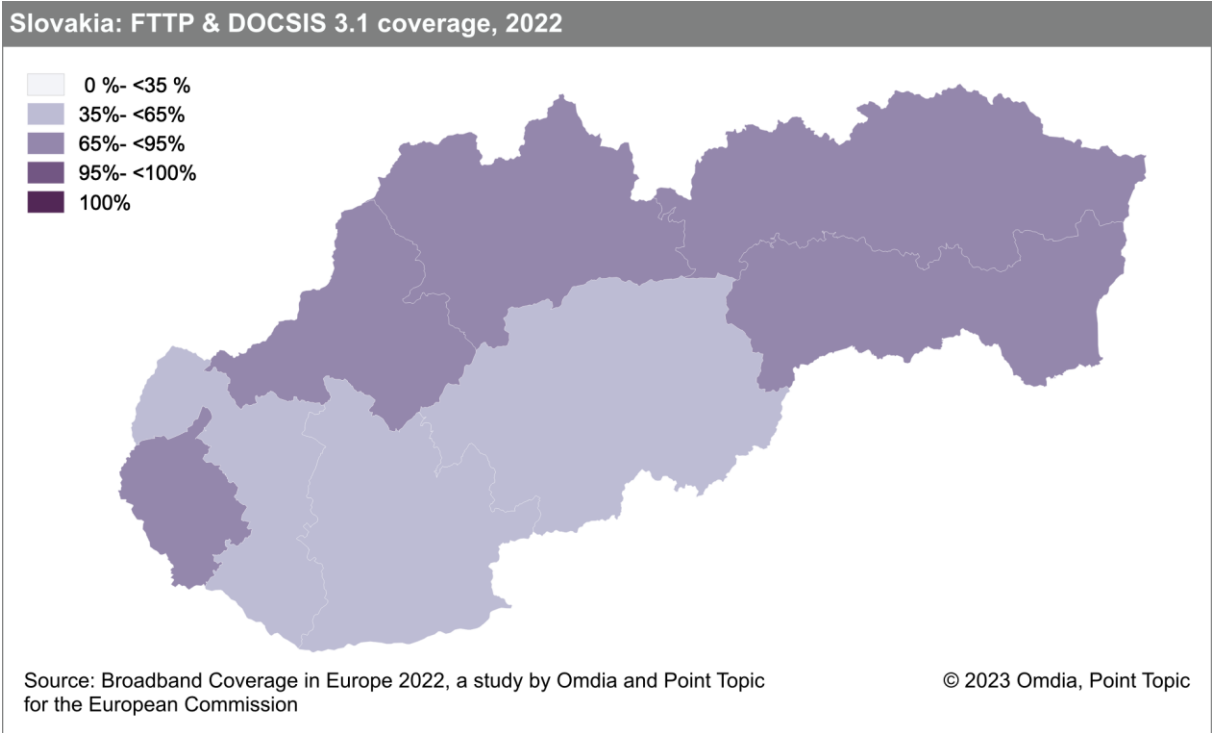 Slovakia: FTTP & DOCSIS 3.1 coverage, 2022
0 %- <35 %
35%- <65%
65%- <95%
95%- <100%
100%
Source: Broadband Coverage in Europe 2022, a study by Omdia and Point Topic
for the European Commission
© 2023 Omdia, Point Topic